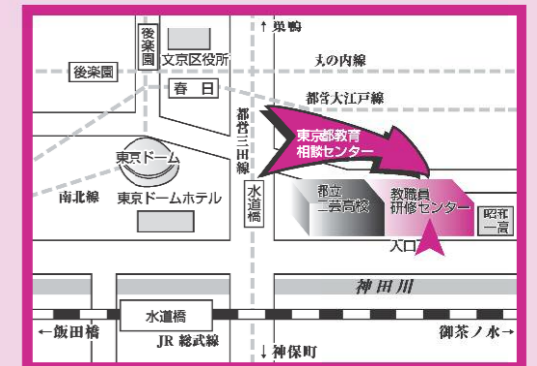 ↑巣鴨
後楽園
文京区役所
丸の内線
後楽園
春日
都営大江戸線
都営三田線
東京都教育
相談センター
東京ドーム
南北線
東京ドームホテル
水道橋
都立
工芸高校
教職員
研修センター
昭和
一高
入口
神田川
水道橋
←飯田橋
JR 総武線
↓神保町
御茶ノ水→